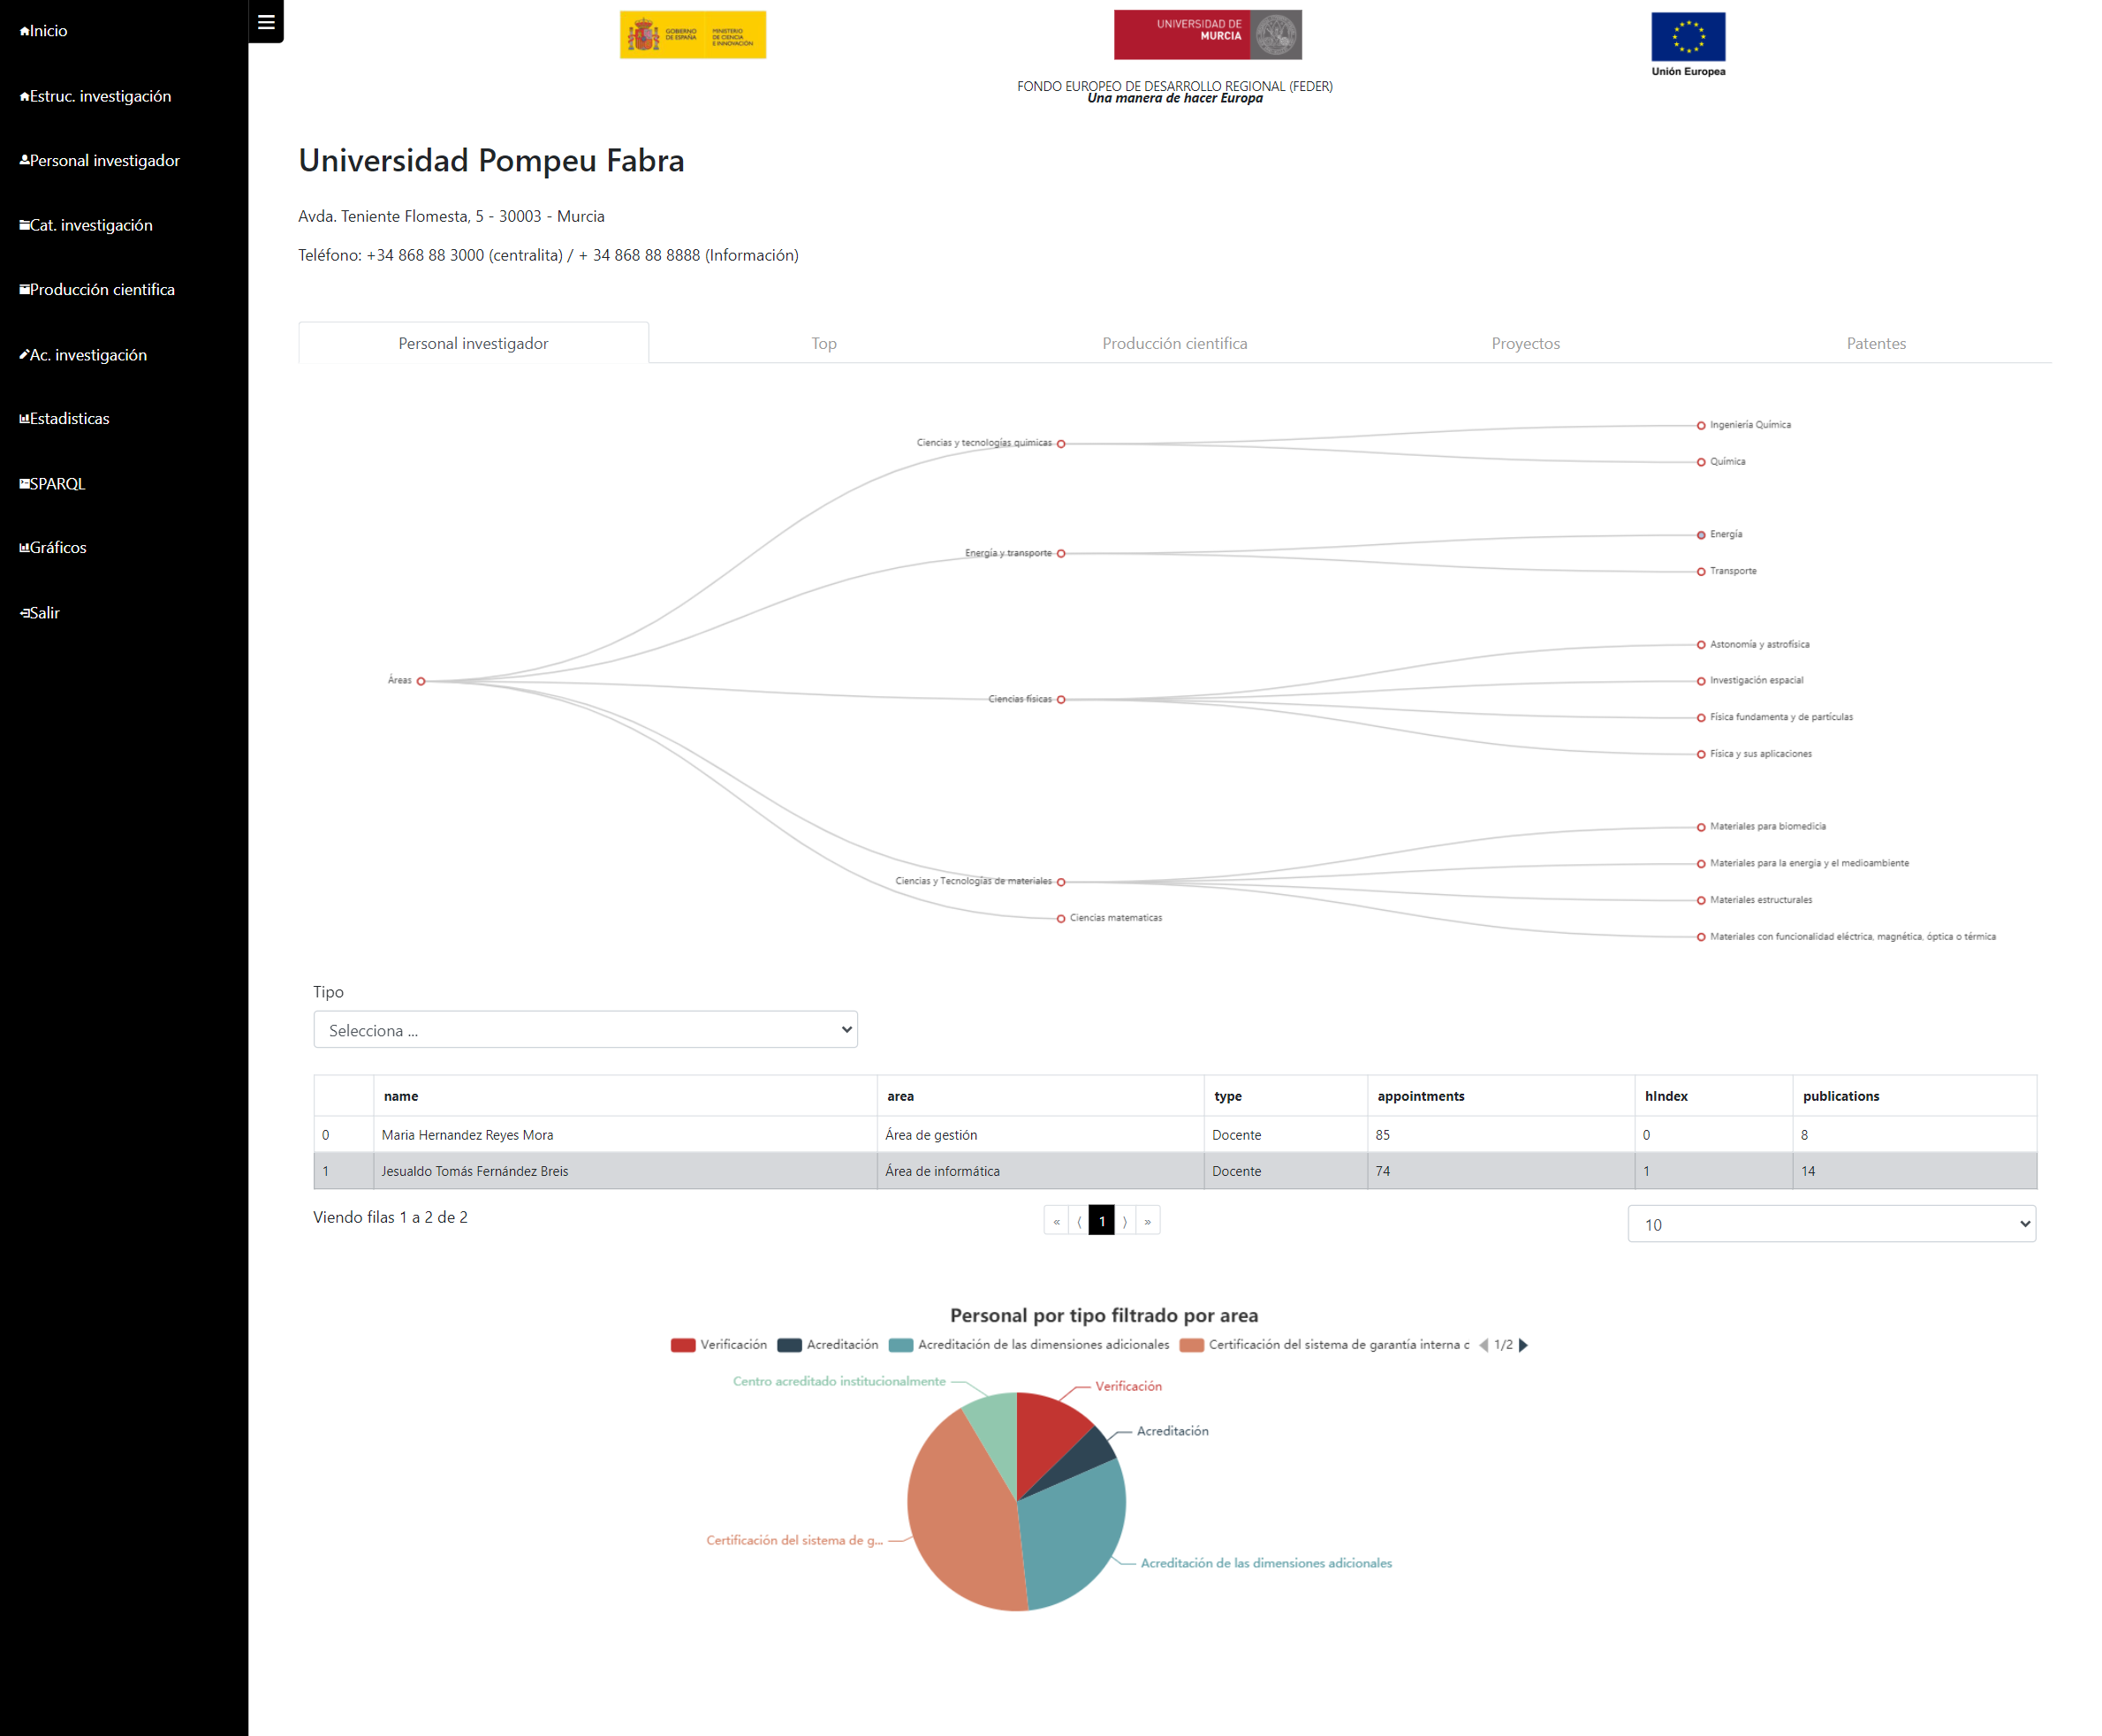 Inicio
Estruc. investigación
Personal investigador
Cat. investigación
Producción cientifica
Ac. investigación
Estadisticas
SPARQL
Gráficos
Salir
GOBIERNO DE ESPAÑA
MINISTERIO DE CIENCIA E INNOVACIÓN
UNIVERSIDAD DE
MURCIA
Unión Europea
FONDO EUROPEO DE DESARROLLO REGIONAL (FEDER)
Una manera de hacer Europa
Universidad Pompeu Fabra
Avda. Teniente Flomesta, 5 - 30003 - Murcia
Teléfono: +34 868 88 3000 (centralita) / + 34 868 88 8888 (Información)
Personal investigador Top Producción cientifica Proyectos Patentes
Áreas
Ciencias y tecnologías quimicas
Energía y transporte
Ciencias físicas
Ciencias y Tecnologías de materiales
Ciencias matematicas
Ingeniería Química
Química
Energía
Transporte
Astonomía y astrofísica
Investigación espacial
Física fundamenta y de partículas
Física y sus aplicaciones
Materiales para biomedicia
Materiales para la energia y el medioambiente
Materiales estructurales
Materiales con funcionalidad eléctrica, magnética, óptica o térmica
Tipo
Selecciona ...
name area type appointments hIndex publications
0 Maria Hernandez Reyes Mora Área de gestión Docente 85 0 8
1 Jesualdo Tomás Fernández Breis Área de informática Docente 74 1 14
Viendo filas 1 a 2 de 2 « ⟨ 1 ⟩ » 10
Personal por tipo filtrado por area
Verificación Acreditación Acreditación de las dimensiones adicionales Certificación del sistema de garantía interna c 1/2
Centro acreditado institucionalmente
Verificación
Acreditación
Certificación del sistema de g...
Acreditación de las dimensiones adicionales